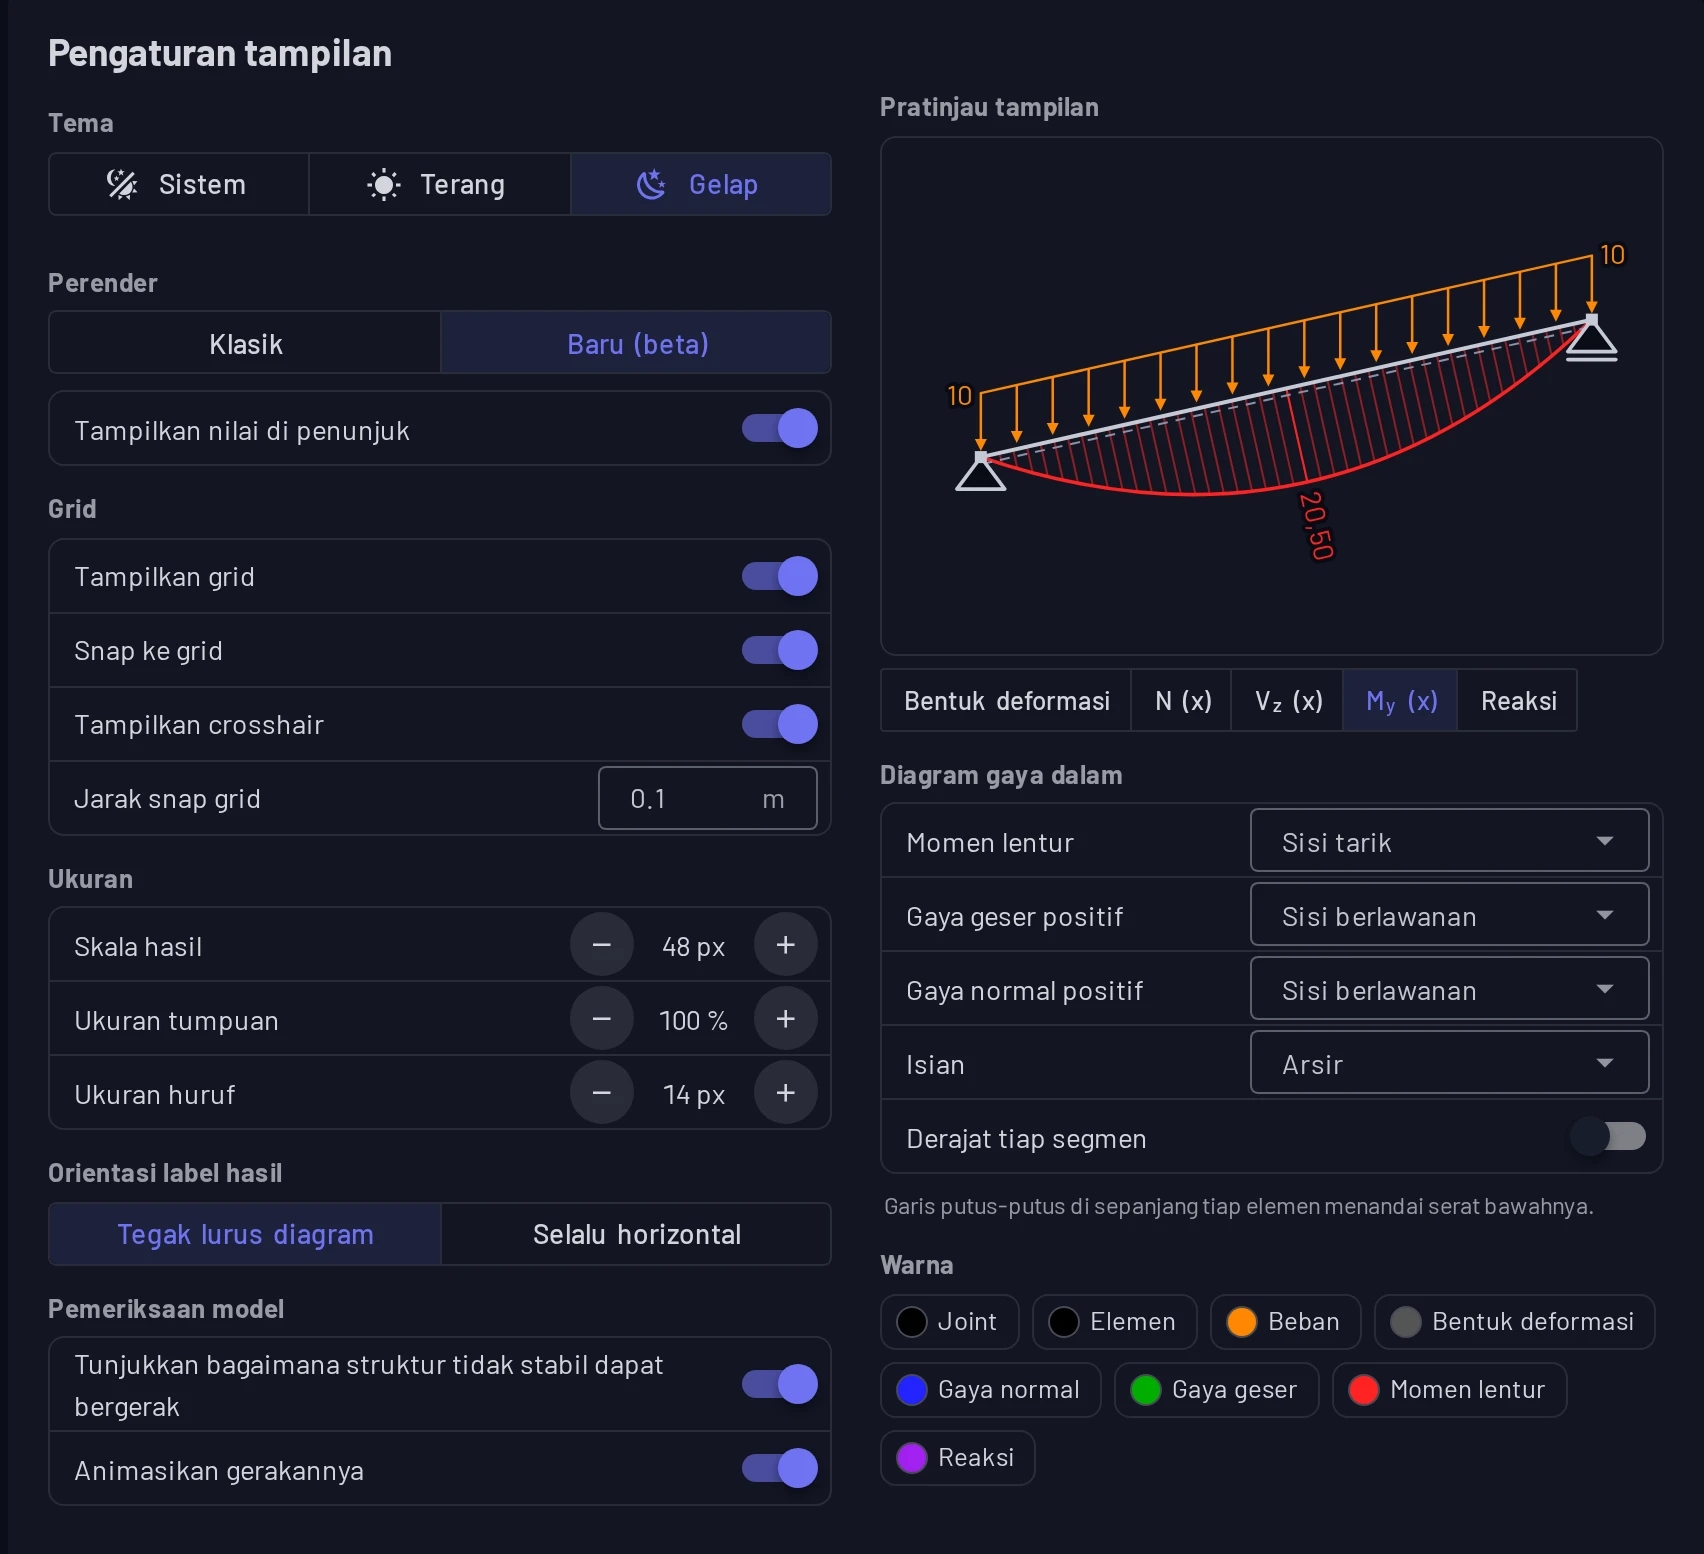 Pengaturan tampilan
Tema
Sistem
Terang
Gelap
Perender
Klasik
Baru (beta)
Tampilkan nilai di penunjuk
Grid
Tampilkan grid
Snap ke grid
Tampilkan crosshair
Jarak snap grid
0.1 m
Ukuran
Skala hasil
− 48 px +
Ukuran tumpuan
− 100 % +
Ukuran huruf
− 14 px +
Orientasi label hasil
Tegak lurus diagram
Selalu horizontal
Pemeriksaan model
Tunjukkan bagaimana struktur tidak stabil dapat
bergerak
Animasikan gerakannya
Pratinjau tampilan
10
10
20,50
Bentuk deformasi
N (x)
Vz (x)
My (x)
Reaksi
Diagram gaya dalam
Momen lentur
Sisi tarik
Gaya geser positif
Sisi berlawanan
Gaya normal positif
Sisi berlawanan
Isian
Arsir
Derajat tiap segmen
Garis putus-putus di sepanjang tiap elemen menandai serat bawahnya.
Warna
Joint
Elemen
Beban
Bentuk deformasi
Gaya normal
Gaya geser
Momen lentur
Reaksi